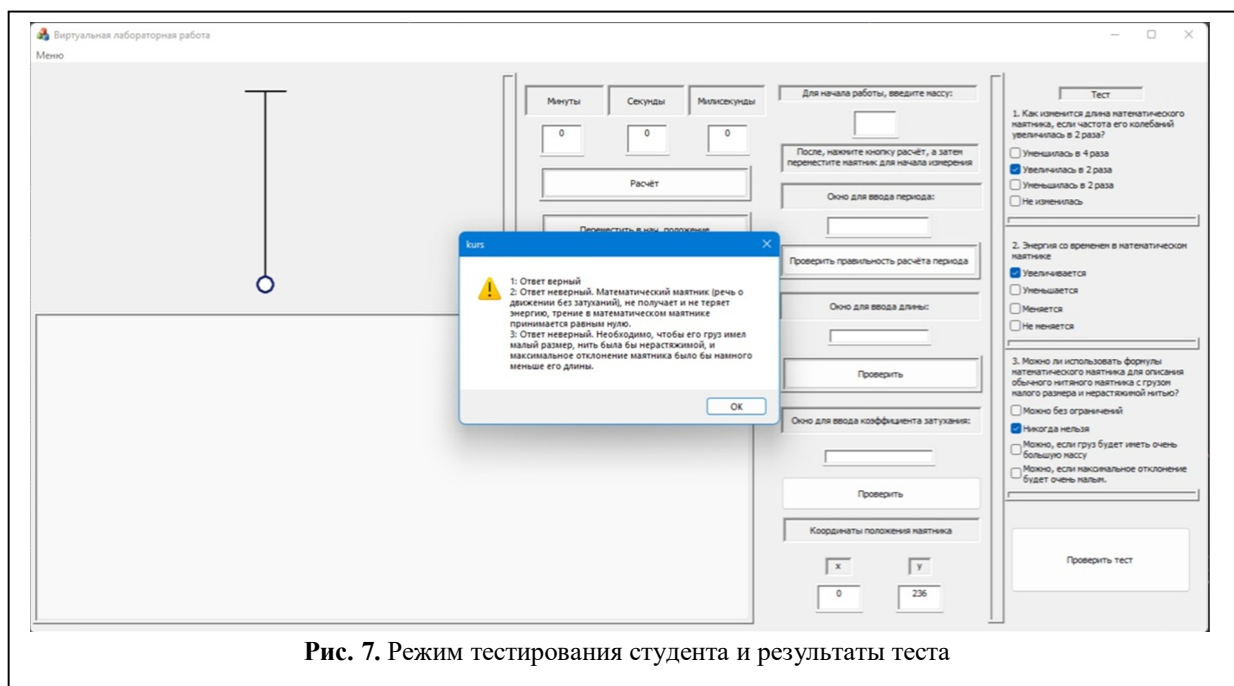 Виртуальная лабораторная работа
Меню
Минуты
Секунды
Милисекунды
0
0
0
Расчёт
Переместить в нач. положение
Для начала работы, введите массу:
После, нажмите кнопку расчёт, а затем
переместите маятник для начала измерения
Окно для ввода периода:
Проверить правильность расчёта периода
Окно для ввода длины:
Проверить
Окно для ввода коэффициента затухания:
Проверить
Координаты положения маятника
x
y
0
236
kurs
1: Ответ верный
2: Ответ неверный. Математический маятник (речь о
движении без затуханий), не получает и не теряет
энергию, трение в математическом маятнике
принимается равным нулю.
3: Ответ неверный. Необходимо, чтобы его груз имел
малый размер, нить была бы нерастяжимой, и
максимальное отклонение маятника было бы намного
меньше его длины.
OK
Тест
1. Как изменится длина математического
маятника, если частота его колебаний
увеличилась в 2 раза?
Уменшилась в 4 раза
Увеличилась в 2 раза
Уменьшилась в 2 раза
Не изменилась
2. Энергия со временем в математическом
маятнике
Увеличивается
Уменьшается
Меняется
Не меняется
3. Можно ли использовать формулы
математического маятника для описания
обычного нитяного маятника с грузом
малого размера и нерастяжимой нитью?
Можно без ограничений
Никогда нельзя
Можно, если груз будет иметь очень
большую массу
Можно, если максимальное отклонение
будет очень малым.
Проверить тест
Рис. 7. Режим тестирования студента и результаты теста